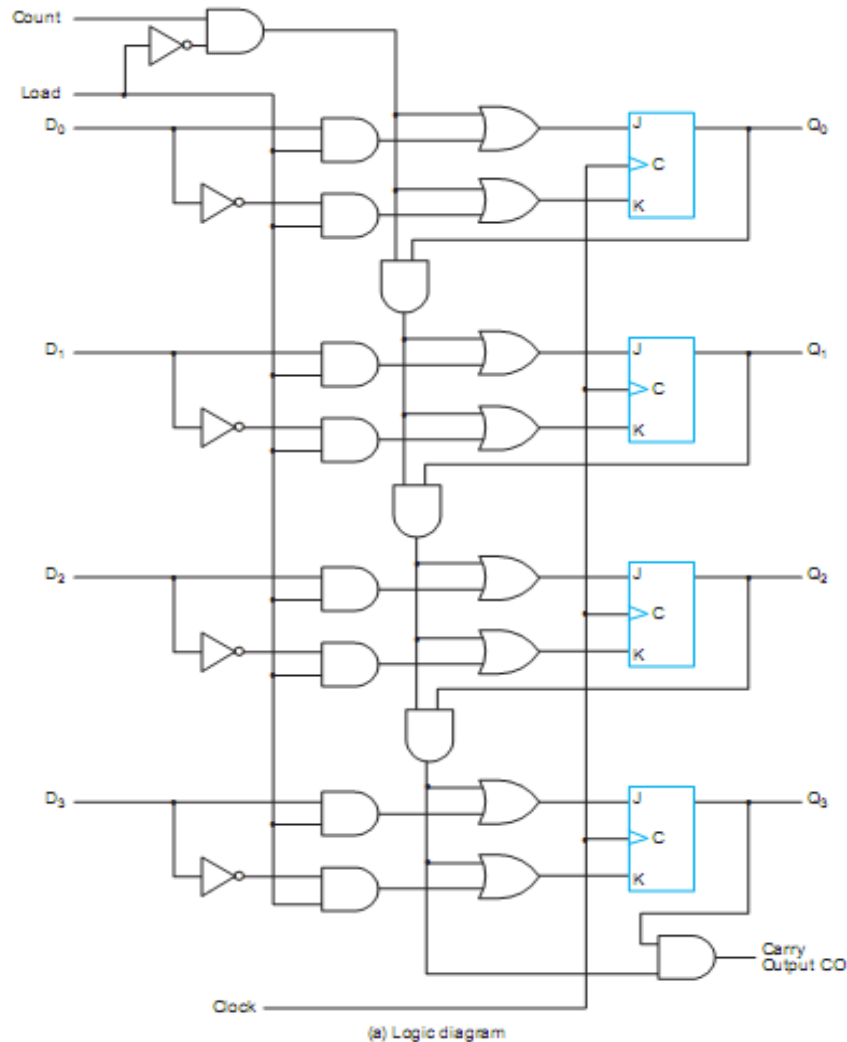 Count
Load
D₀
J
C
K
Q₀
D₁
J
C
K
Q₁
D₂
J
C
K
Q₂
D₃
J
C
K
Q₃
Carry
Output CO
Clock
(a) Logic diagram